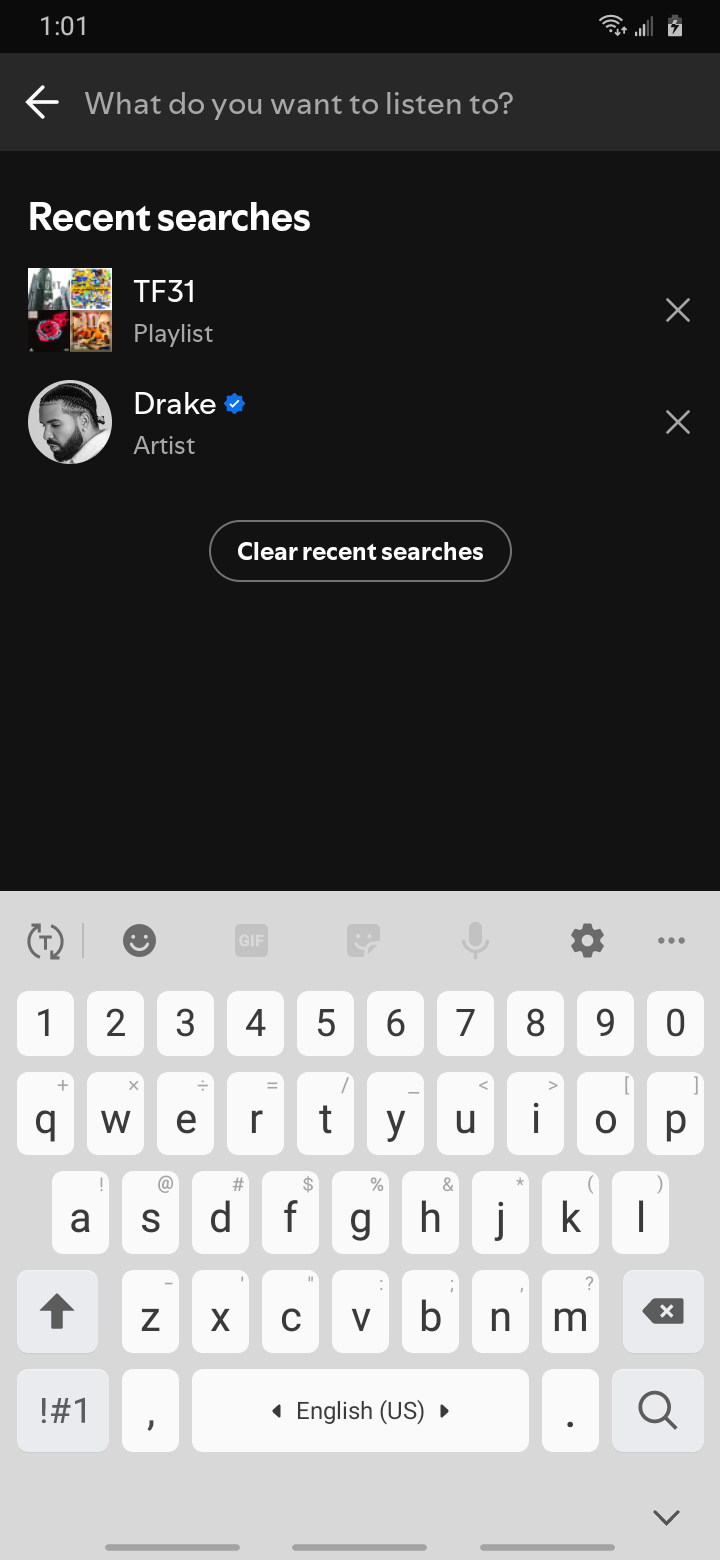 1:01
What do you want to listen to?
Recent searches
TF31
Playlist
Drake
Artist
Clear recent searches
T
GIF
1 2 3 4 5 6 7 8 9 0
+ × ÷ = / _ < > [ ]
q w e r t y u i o p
! @ # $ % & * ( )
a s d f g h j k l
- ' " : ; , ?
z x c v b n m
!#1 , English (US) .